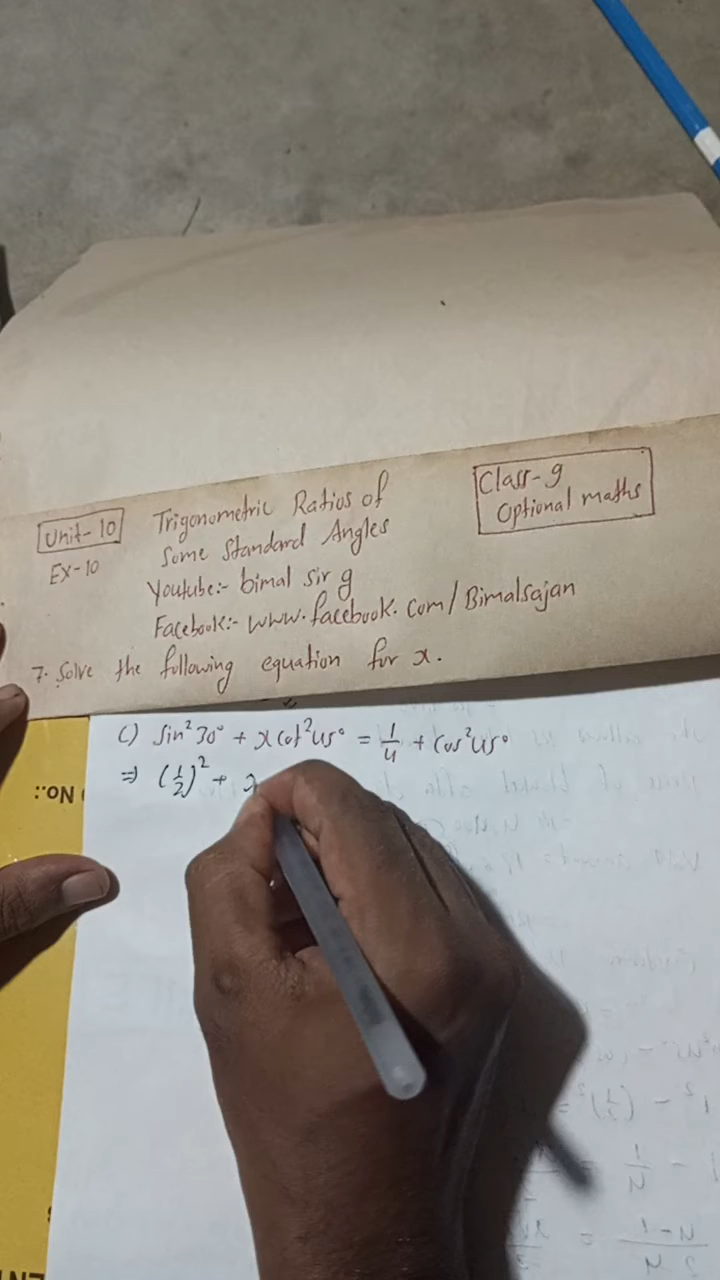 Unit-10
EX-10
Trigonometric Ratios of
Some Standard Angles
Class-9
Optional maths
Youtube:- bimal sir g
Facebook:- www.facebook.com/Bimalsajan
7. Solve the following equation for x.
c) Sin²30° + x Cot²45° = 1/4 + Cos²45°
⇒ (1/2)² + x
No.: